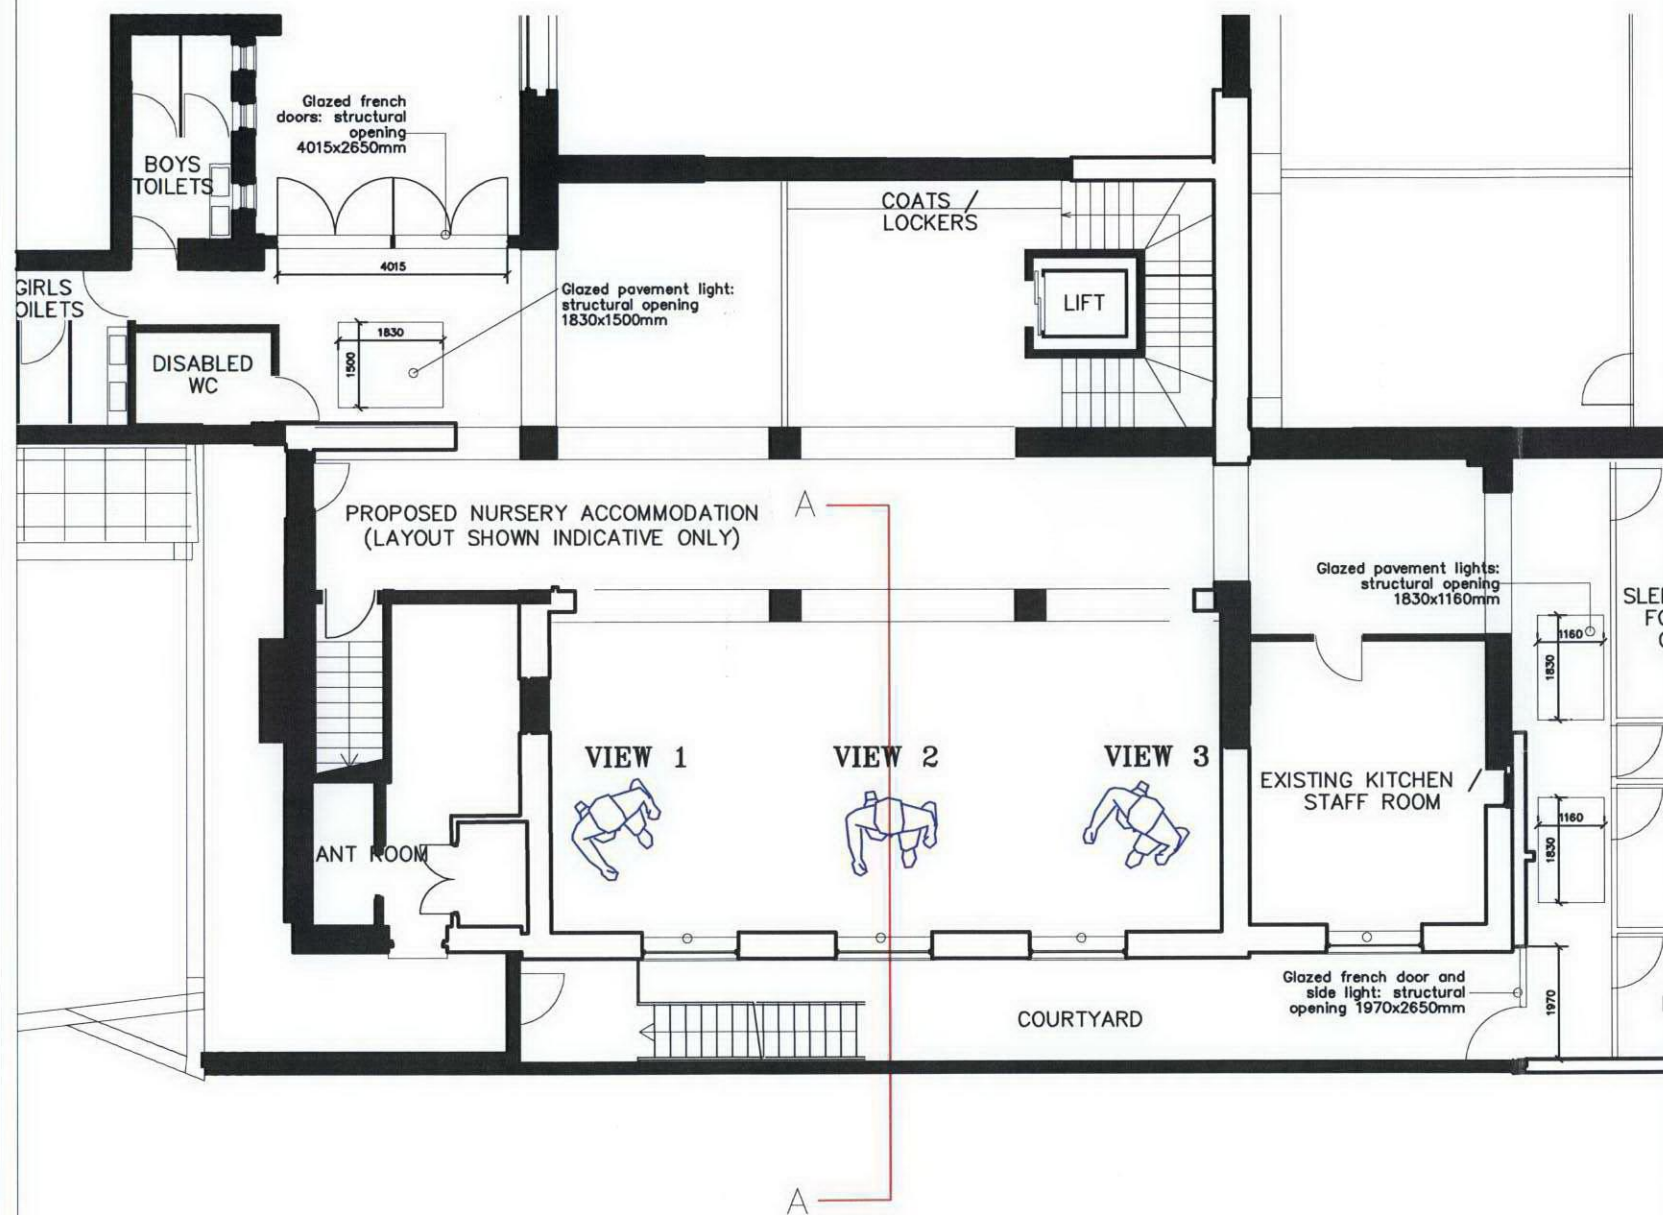 Glazed french
doors: structural
opening
4015x2650mm
BOYS
TOILETS
COATS /
LOCKERS
4015
GIRLS
OILETS
Glazed pavement light:
structural opening
1830x1500mm
LIFT
1830
1500
DISABLED
WC
PROPOSED NURSERY ACCOMMODATION
(LAYOUT SHOWN INDICATIVE ONLY)
A
Glazed pavement lights:
structural opening
1830x1160mm
SLE
FO
1160
1830
VIEW 1
VIEW 2
VIEW 3
EXISTING KITCHEN /
STAFF ROOM
1160
1830
ANT ROOM
Glazed french door and
side light: structural
opening 1970x2650mm
1970
COURTYARD
A